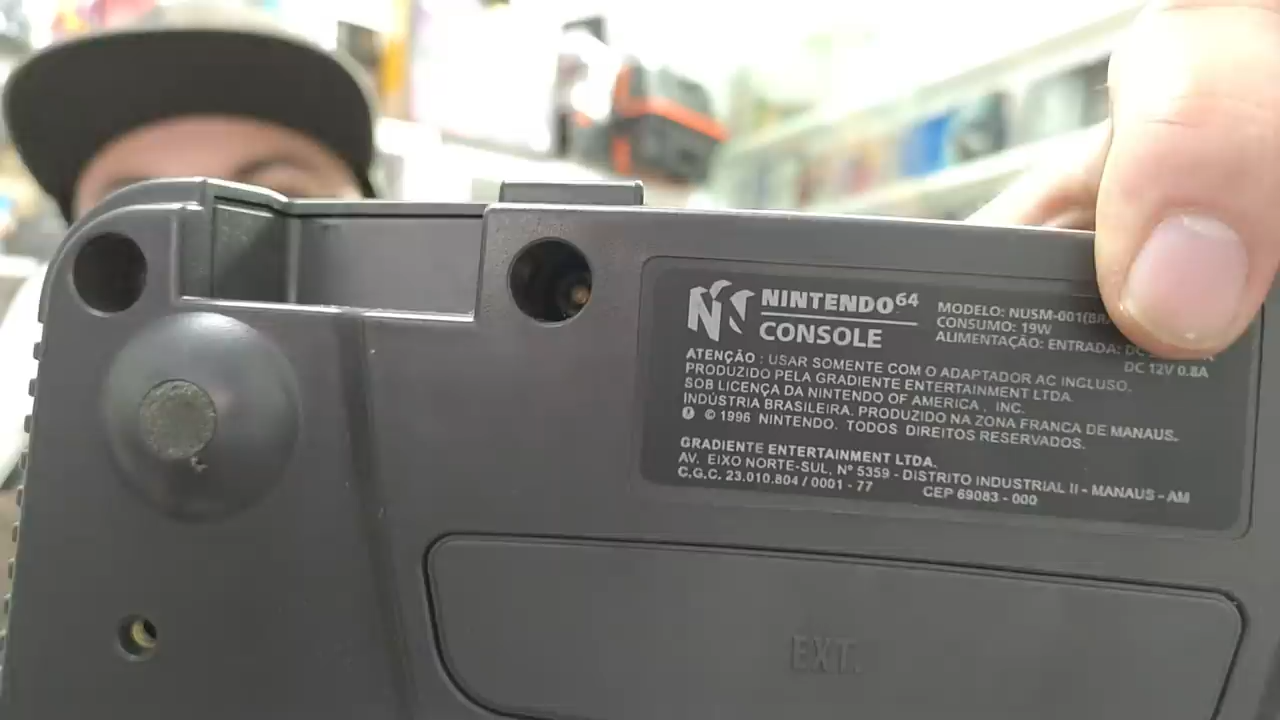 NINTENDO 64
CONSOLE
MODELO: NUSM-001(BRA
CONSUMO: 19W
ALIMENTAÇÃO: ENTRADA: DC
DC 12V 0.8A
ATENÇÃO : USAR SOMENTE COM O ADAPTADOR AC INCLUSO.
PRODUZIDO PELA GRADIENTE ENTERTAINMENT LTDA.
SOB LICENÇA DA NINTENDO OF AMERICA , INC.
INDÚSTRIA BRASILEIRA. PRODUZIDO NA ZONA FRANCA DE MANAUS.
© 1996 NINTENDO. TODOS DIREITOS RESERVADOS.
GRADIENTE ENTERTAINMENT LTDA.
AV. EIXO NORTE-SUL, Nº 5359 - DISTRITO INDUSTRIAL II - MANAUS - AM
C.G.C. 23.010.804 / 0001 - 77 CEP 69083 - 000
EXT.